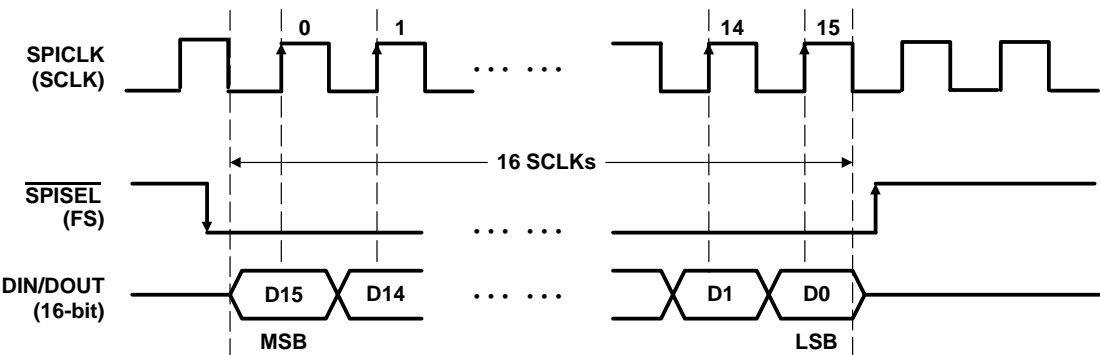 0 1 14 15
SPICLK
(SCLK)
... ... 
16 SCLKs
SPISEL
(FS)
... ...
DIN/DOUT
(16-bit)
D15 D14 ... ... D1 D0
MSB LSB